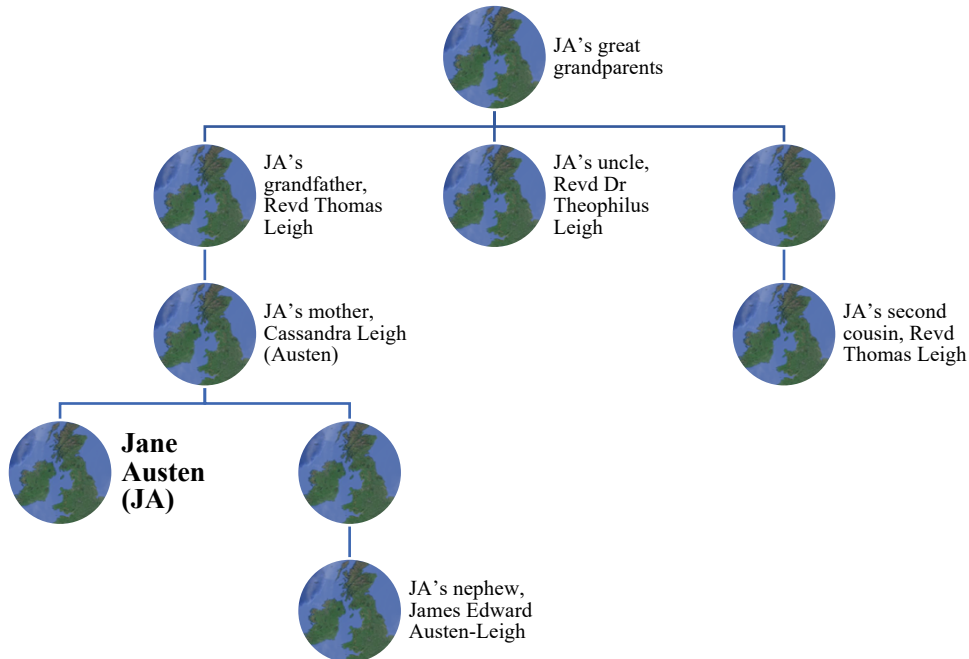 JA’s great
grandparents
JA’s
grandfather,
Revd Thomas
Leigh
JA’s uncle,
Revd Dr
Theophilus
Leigh
JA’s mother,
Cassandra Leigh
(Austen)
JA’s second
cousin, Revd
Thomas Leigh
Jane
Austen
(JA)
JA’s nephew,
James Edward
Austen-Leigh